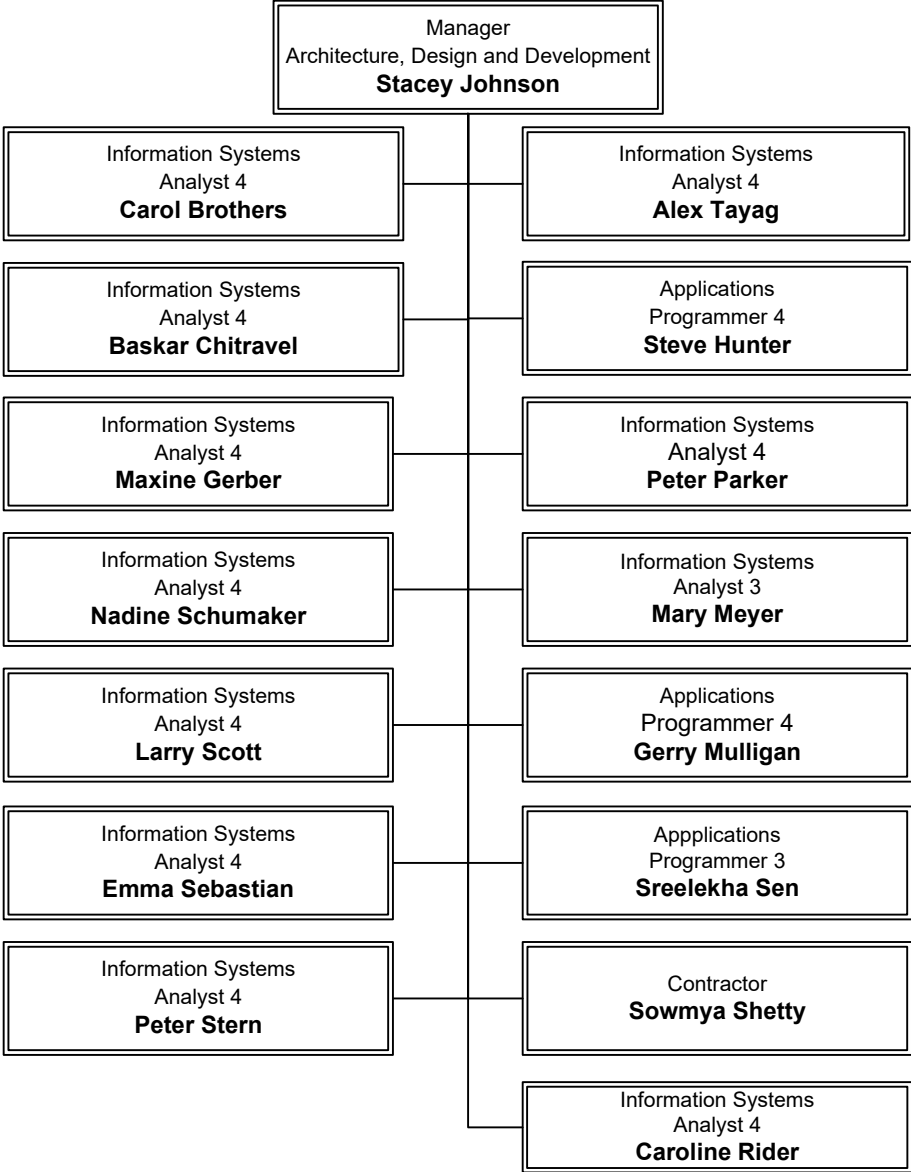 Manager
Architecture, Design and Development
Stacey Johnson
Information Systems
Analyst 4
Carol Brothers
Information Systems
Analyst 4
Alex Tayag
Information Systems
Analyst 4
Baskar Chitravel
Applications
Programmer 4
Steve Hunter
Information Systems
Analyst 4
Maxine Gerber
Information Systems
Analyst 4
Peter Parker
Information Systems
Analyst 4
Nadine Schumaker
Information Systems
Analyst 3
Mary Meyer
Information Systems
Analyst 4
Larry Scott
Applications
Programmer 4
Gerry Mulligan
Information Systems
Analyst 4
Emma Sebastian
Appplications
Programmer 3
Sreelekha Sen
Information Systems
Analyst 4
Peter Stern
Contractor
Sowmya Shetty
Information Systems
Analyst 4
Caroline Rider